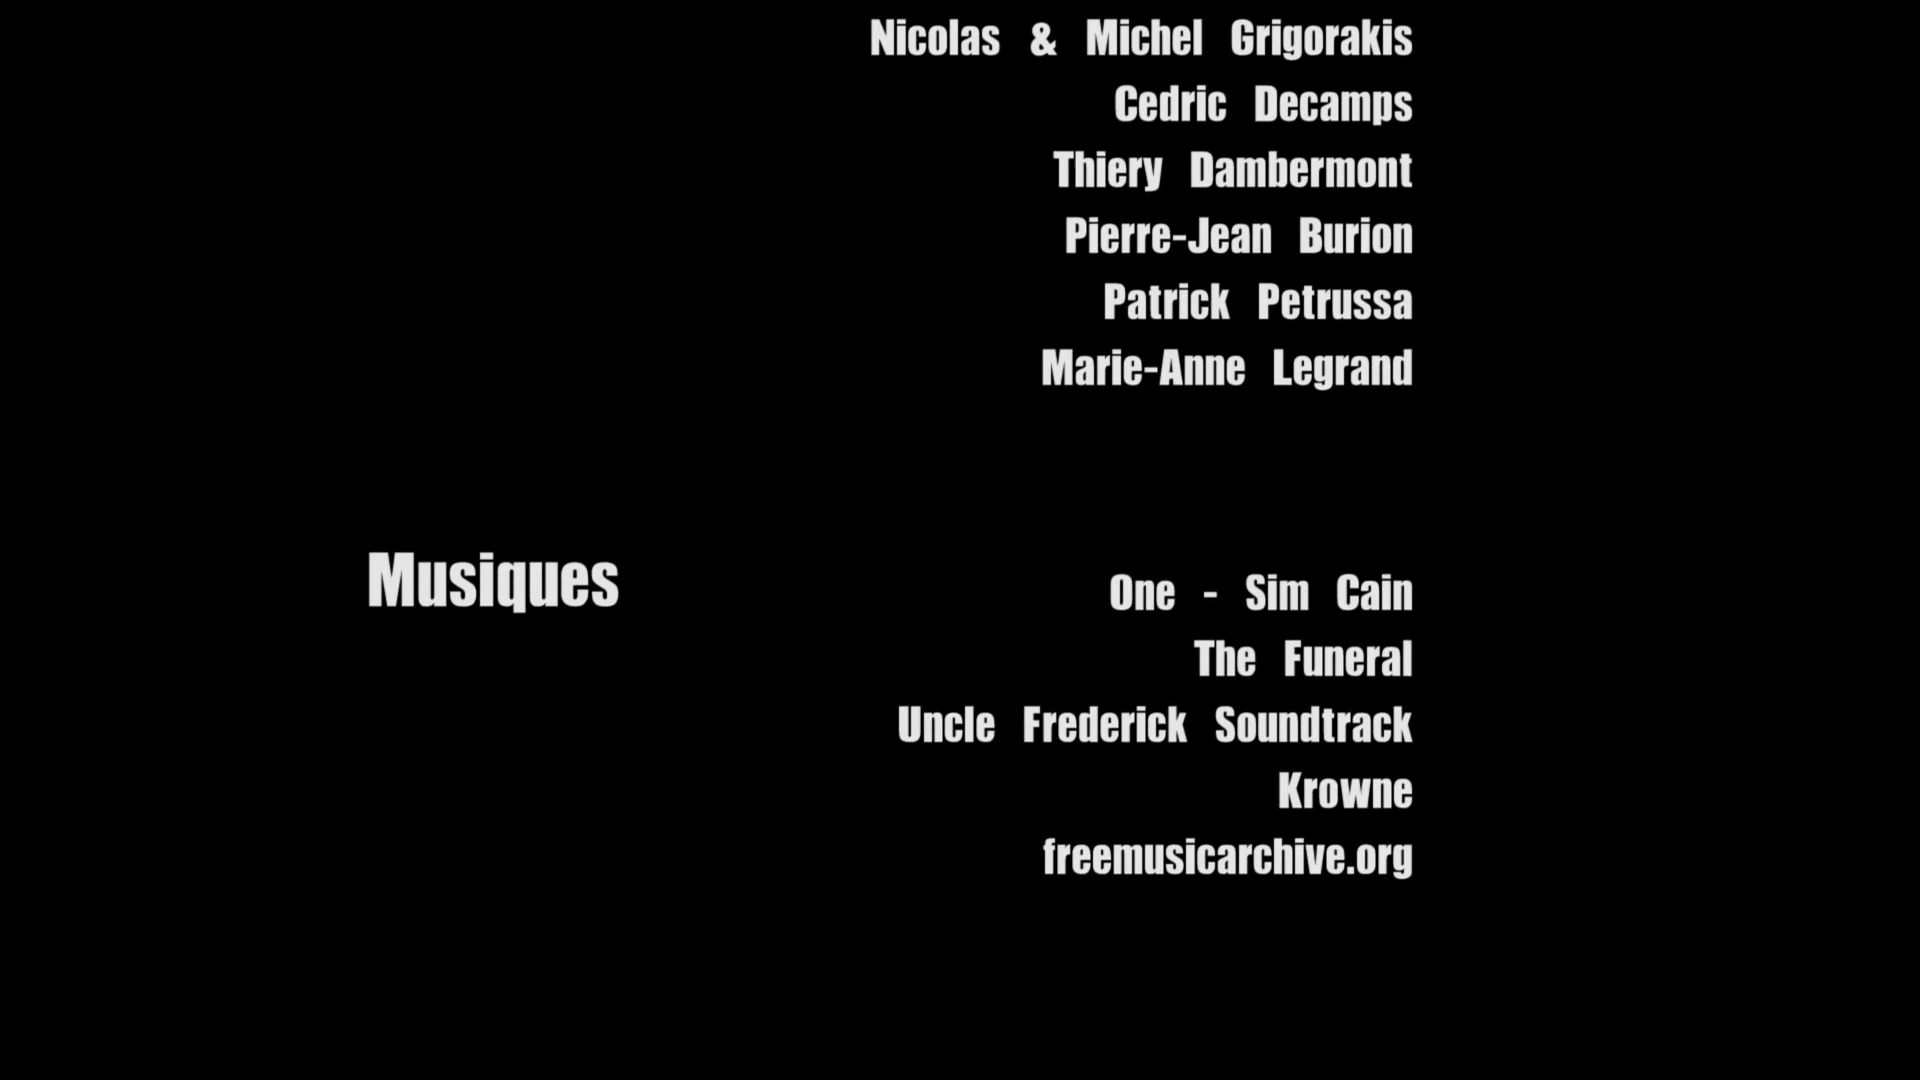 Nicolas & Michel Grigorakis
Cedric Decamps
Thiery Dambermont
Pierre-Jean Burion
Patrick Petrussa
Marie-Anne Legrand
Musiques
One - Sim Cain
The Funeral
Uncle Frederick Soundtrack
Krowne
freemusicarchive.org